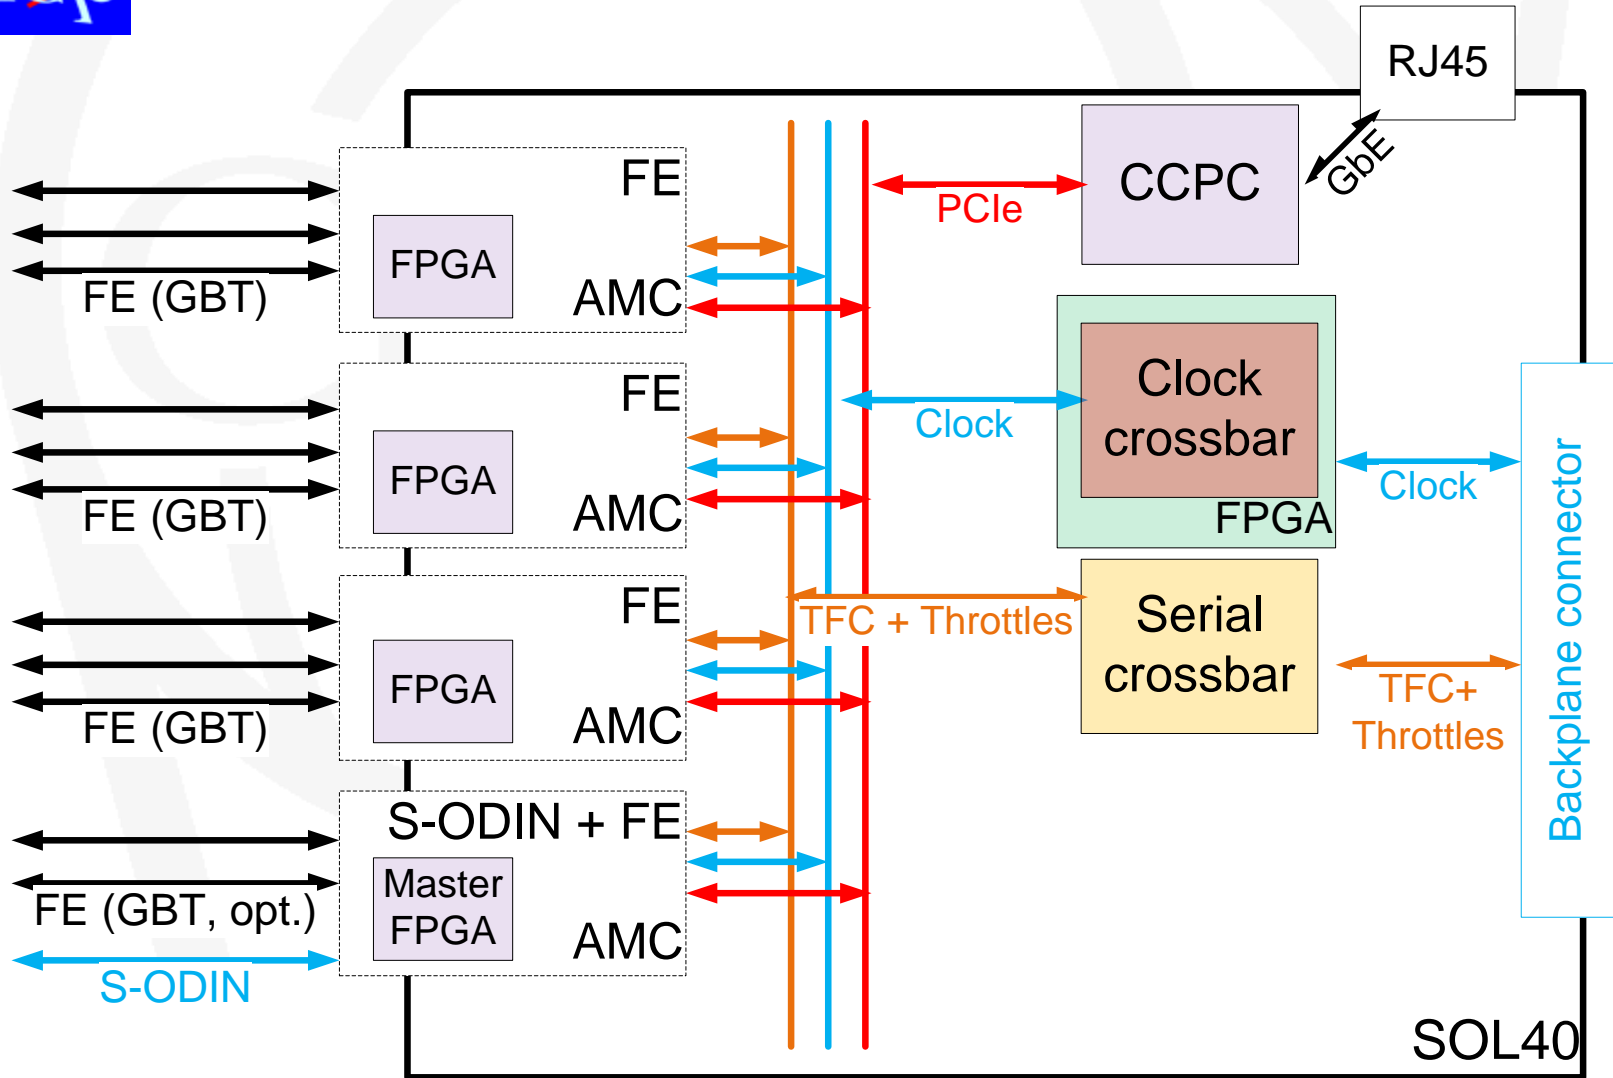 RJ45
GbE
CCPC
PCIe
FE
FPGA
AMC
FE (GBT)
FE
FPGA
AMC
FE (GBT)
Clock
Clock
crossbar
FPGA
Clock
Backplane connector
FE
FPGA
AMC
FE (GBT)
TFC + Throttles
Serial
crossbar
TFC+
Throttles
S-ODIN + FE
Master
FPGA
AMC
FE (GBT, opt.)
S-ODIN
SOL40